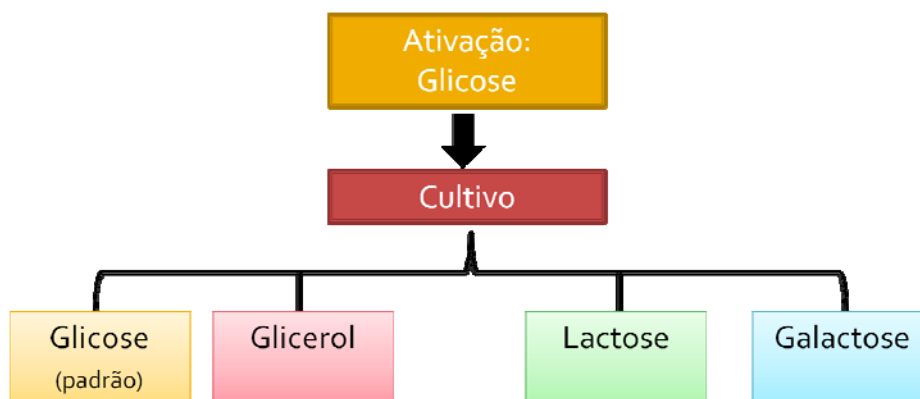 Ativação:
Glicose
Cultivo
Glicose
(padrão)
Glicerol
Lactose
Galactose